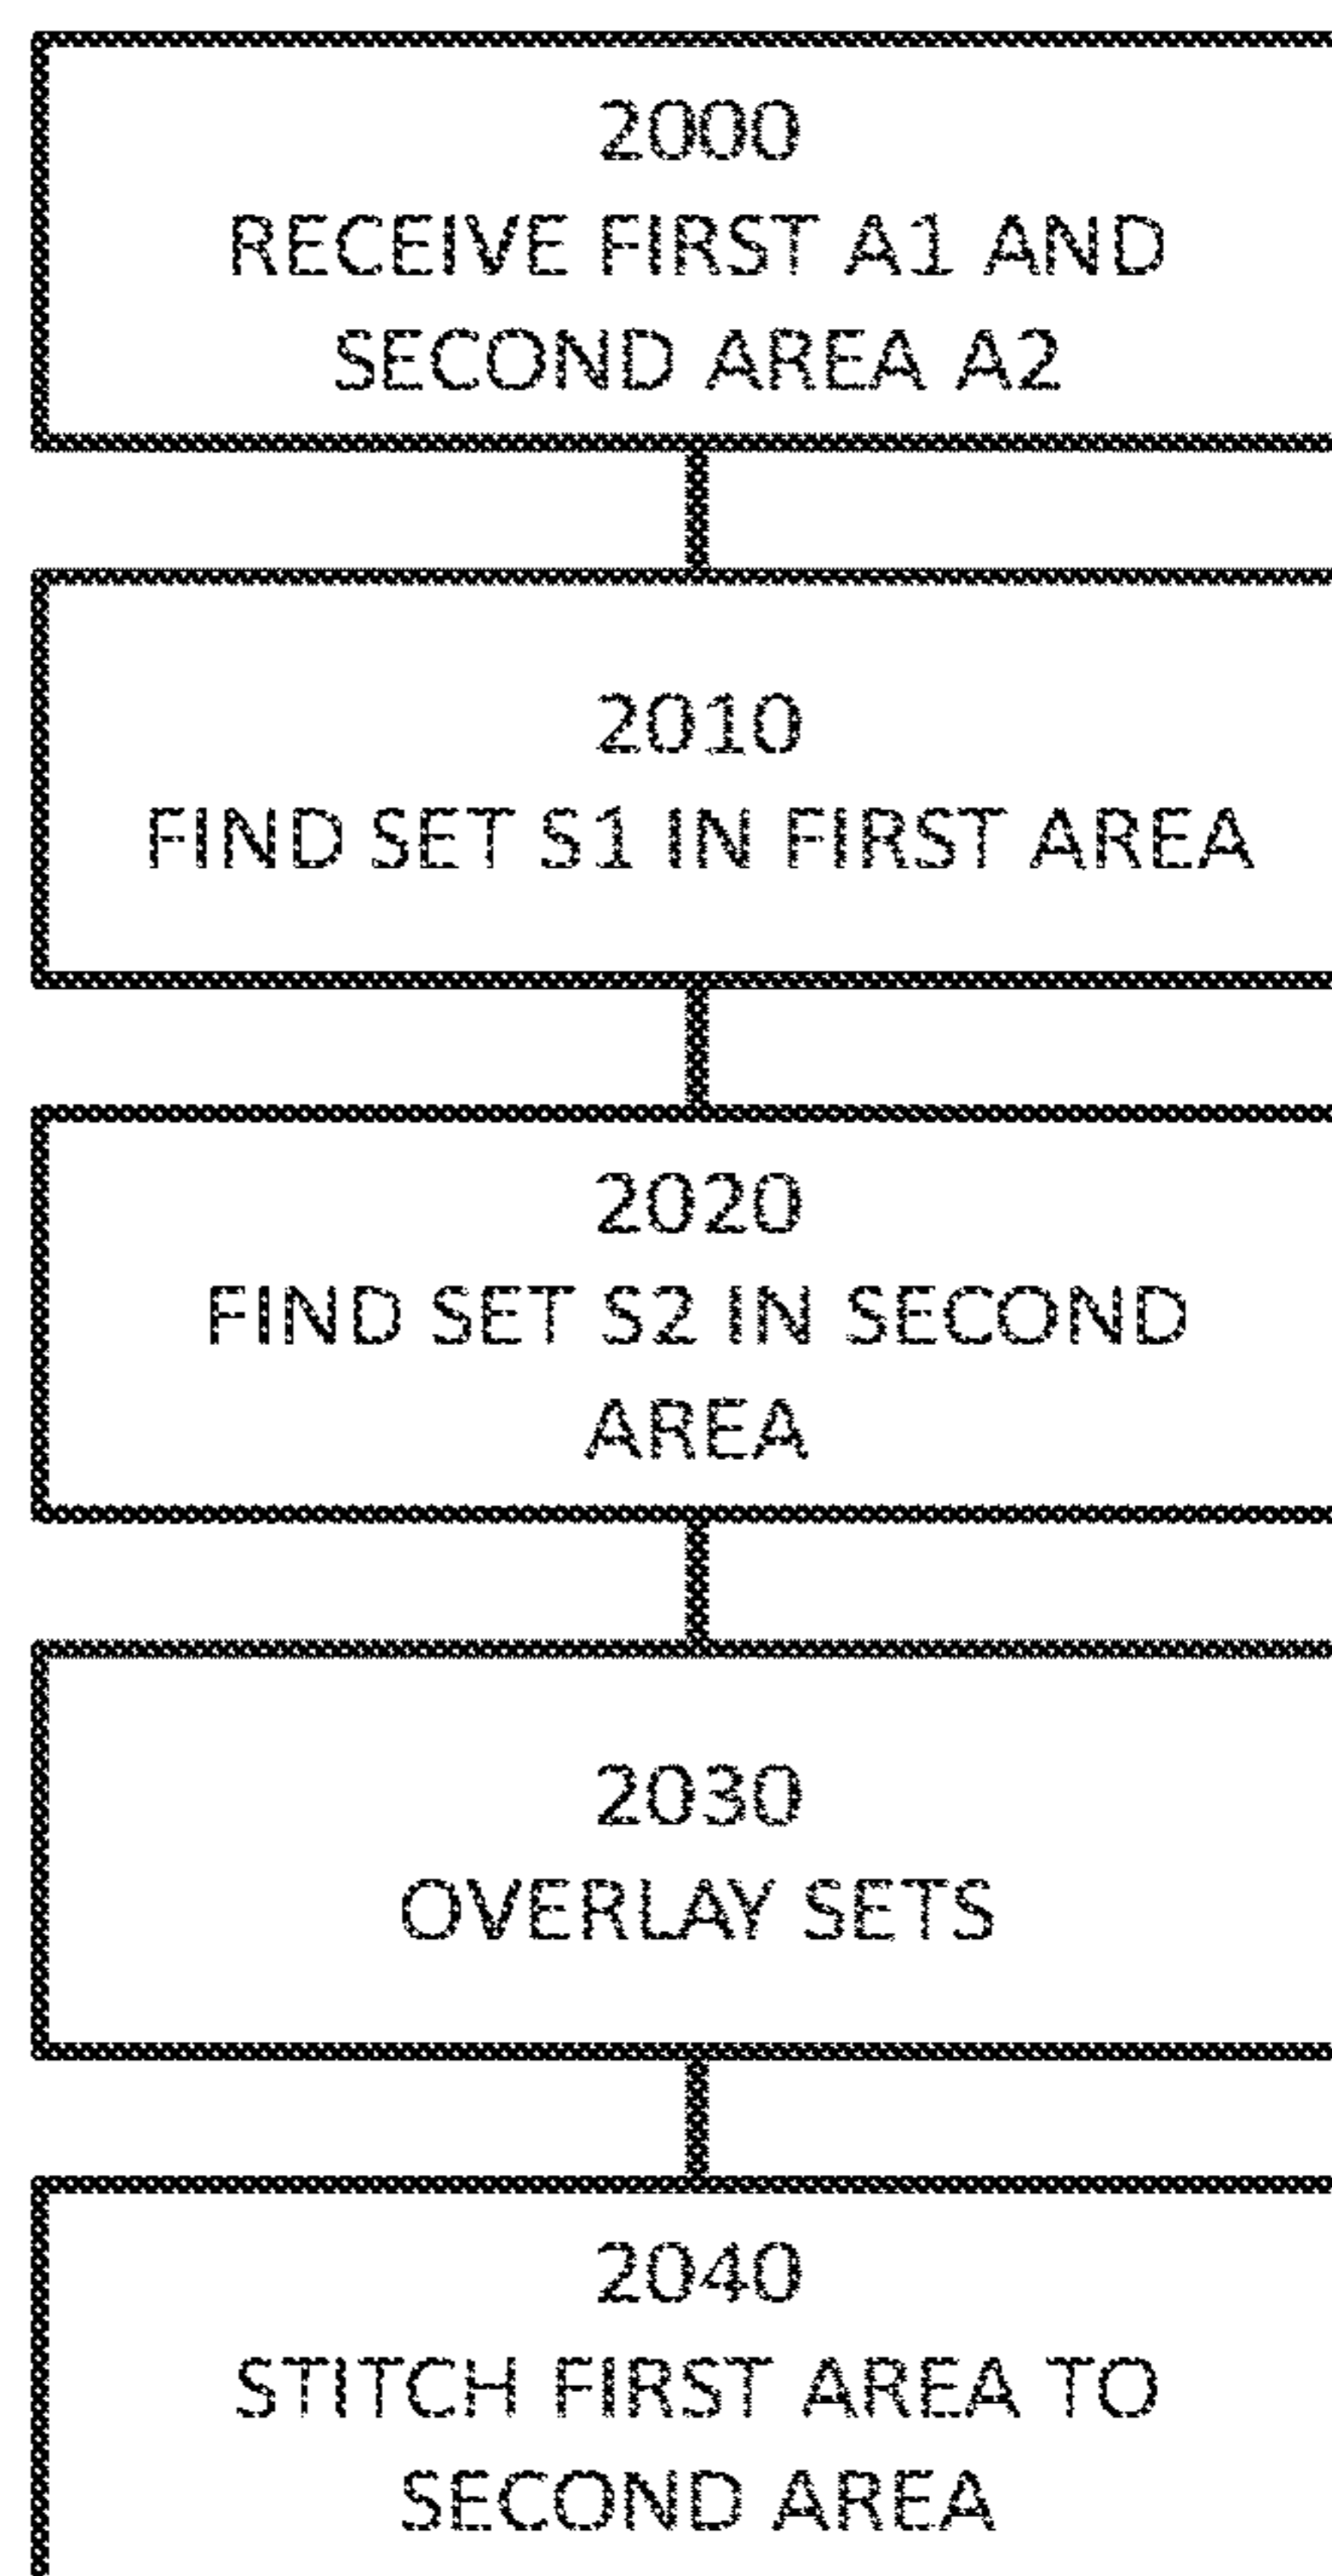 2000
RECEIVE FIRST A1 AND
SECOND AREA A2
2010
FIND SET S1 IN FIRST AREA
2020
FIND SET S2 IN SECOND
AREA
2030
OVERLAY SETS
2040
STITCH FIRST AREA TO
SECOND AREA